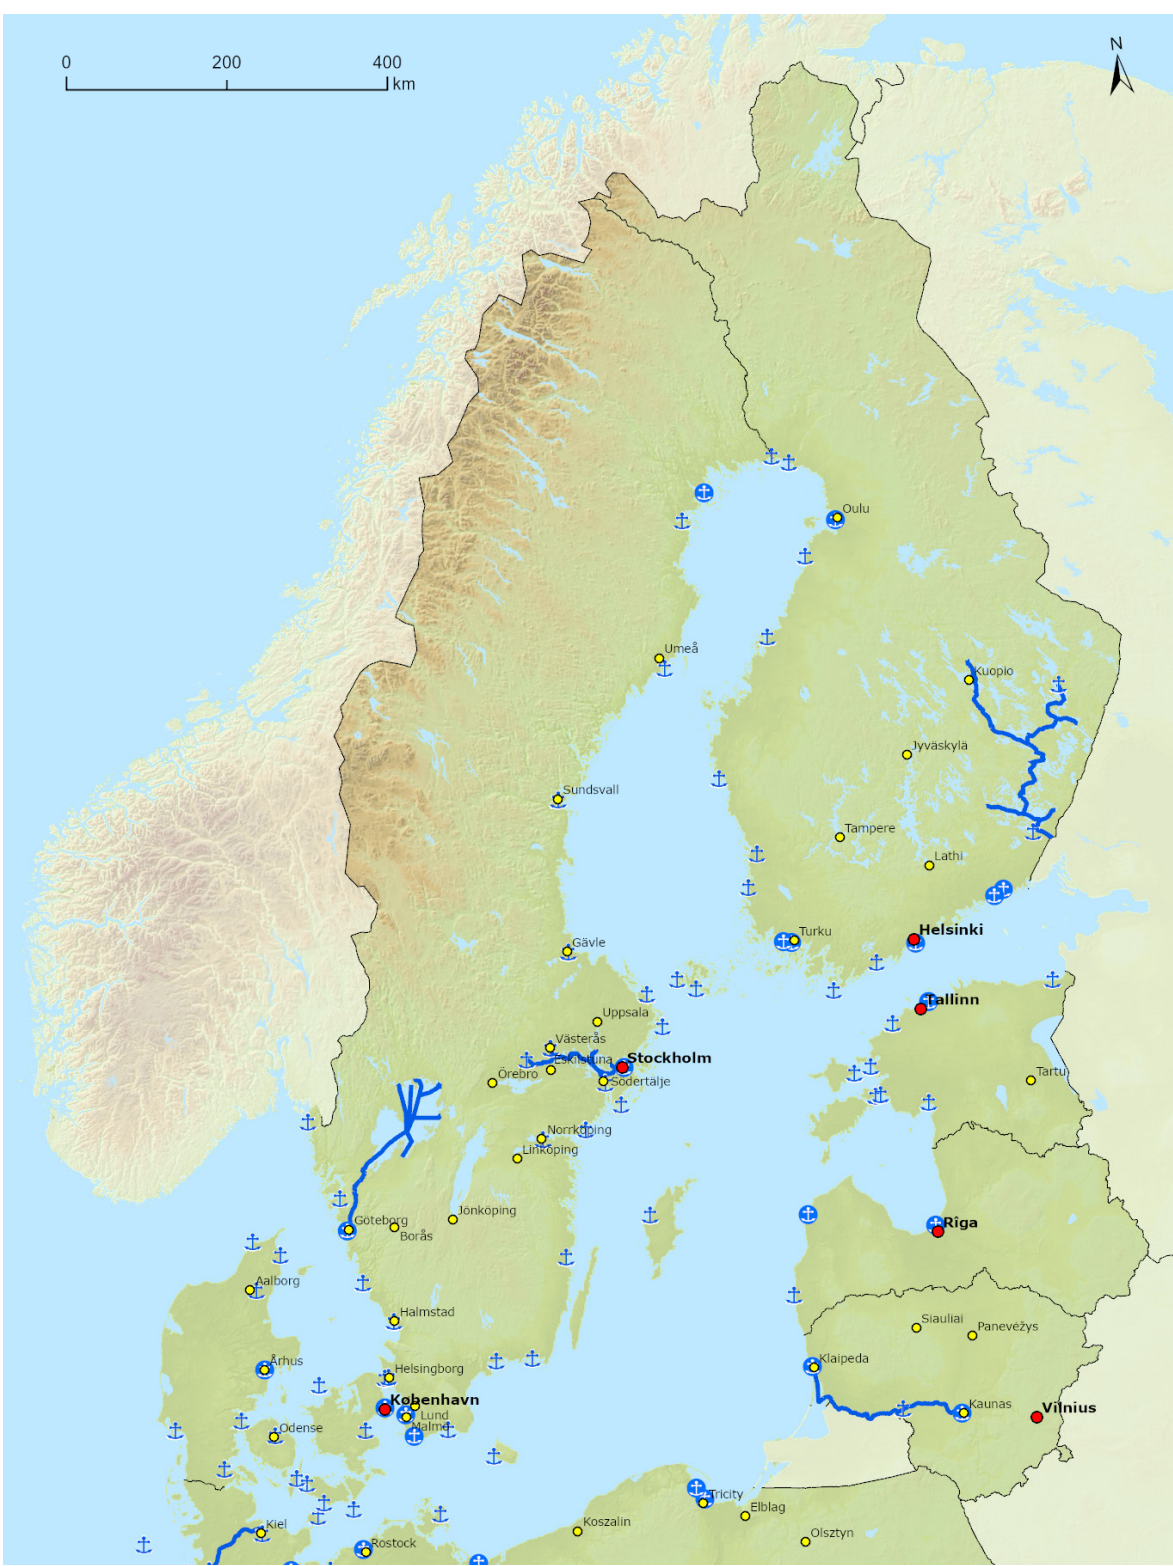 N
0 200 400
km
Oulu
Umeå
Kuopio
Jyväskylä
Sundsvall
Tampere
Lathi
Turku
Helsinki
Gävle
Tallinn
Uppsala
Västerås
Eskilstuna
Stockholm
Örebro
Södertälje
Tartu
Norrköping
Linköping
Jönköping
Göteborg
Borås
Rîga
Aalborg
Halmstad
Siauliai
Panevėžys
Århus
Helsingborg
Klaipeda
København
Lund
Malmö
Kaunas
Vilnius
Odense
Tricity
Elblag
Koszalin
Kiel
Olsztyn
Rostock